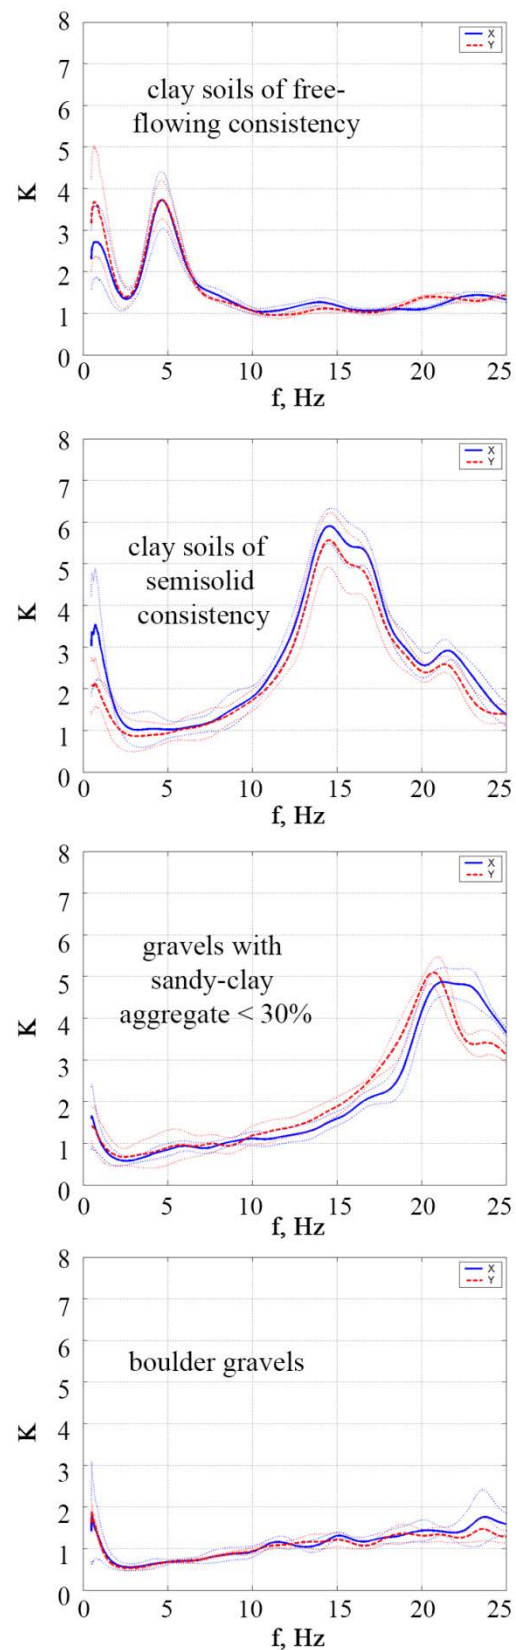 8
7
6
5
4
3
2
1
0
K
X
Y
clay soils of free-
flowing consistency
0 5 10 15 20 25
f, Hz
8
7
6
5
4
3
2
1
0
K
X
Y
clay soils of
semisolid
consistency
0 5 10 15 20 25
f, Hz
8
7
6
5
4
3
2
1
0
K
X
Y
gravels with
sandy-clay
aggregate < 30%
0 5 10 15 20 25
f, Hz
8
7
6
5
4
3
2
1
0
K
X
Y
boulder gravels
0 5 10 15 20 25
f, Hz